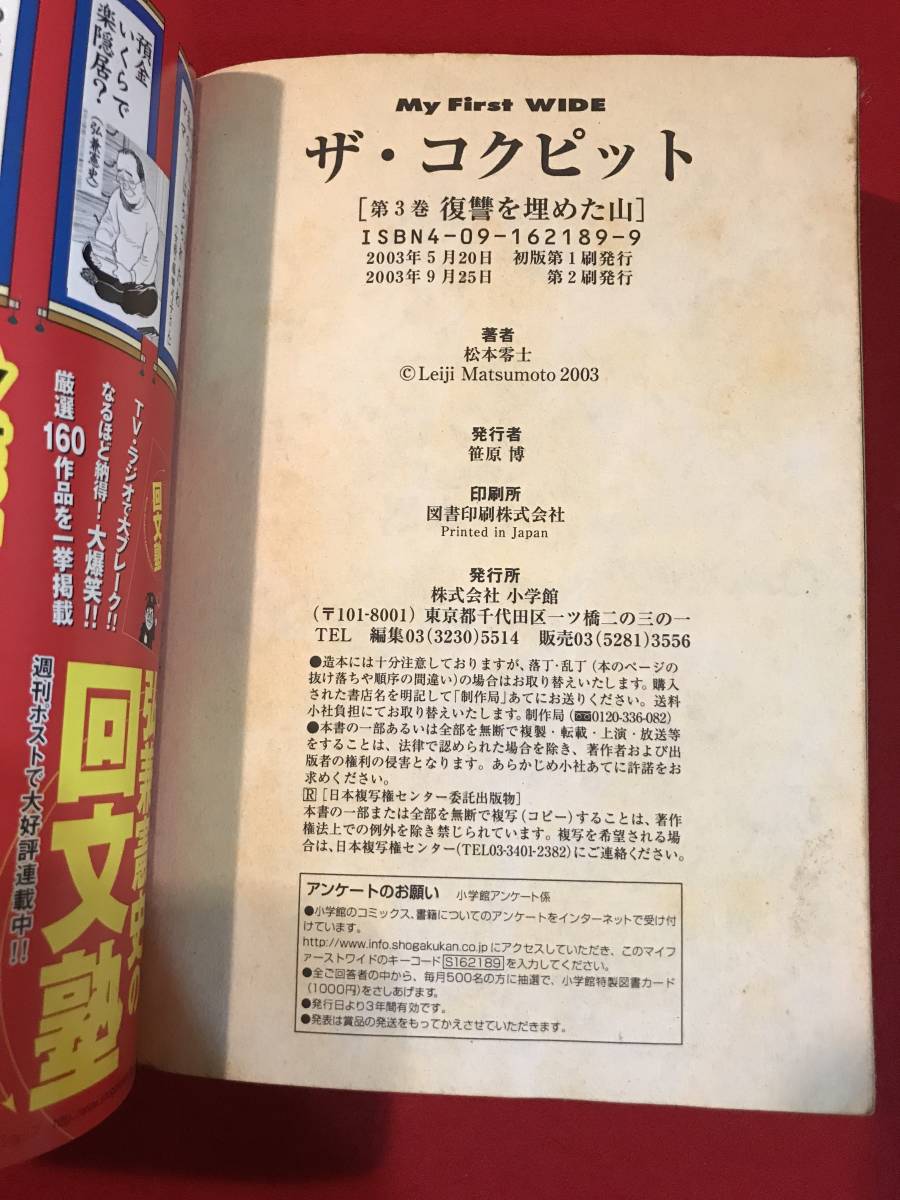 My First WIDE
ザ・コクピット
[第3巻 復讐を埋めた山]
ISBN4-09-162189-9
2003年5月20日 初版第1刷発行
2003年9月25日 第2刷発行
著者
松本零士
©Leiji Matsumoto 2003
発行者
笹原 博
印刷所
図書印刷株式会社
Printed in Japan
発行所
株式会社 小学館
(〒101-8001) 東京都千代田区一ツ橋二の三の一
TEL 編集03(3230)5514 販売03(5281)3556
●造本には十分注意しておりますが、落丁・乱丁(本のページの
抜け落ちや順序の間違い)の場合はお取り替えいたします。購入
された書店名を明記して「制作局」あてにお送りください。送料
小社負担にてお取り替えいたします。制作局(0120-336-082)
●本書の一部あるいは全部を無断で複製・転載・上演・放送等
をすることは、法律で認められた場合を除き、著作者および出
版者の権利の侵害となります。あらかじめ小社あてに許諾をお
求めください。
R[日本複写権センター委託出版物]
本書の一部または全部を無断で複写(コピー)することは、著作
権法上での例外を除き禁じられています。複写を希望される場
合は、日本複写権センター(TEL03-3401-2382)にご連絡ください。
アンケートのお願い 小学館アンケート係
●小学館のコミックス、書籍についてのアンケートをインターネットで受け付
けています。
http://www.info.shogakukan.co.jpにアクセスしていただき、このマイフ
ァーストワイドのキーコードS162189を入力してください。
●全ご回答者の中から、毎月500名の方に抽選で、小学館特製図書カード
(1000円)をさしあげます。
●発行日より3年間有効です。
●発表は賞品の発送をもってかえさせていただきます。
預金
いくらで
楽隠居?
(弘兼憲史)
TV・ラジオで大ブレーク!!
なるほど納得!大爆笑!!
厳選160作品を一挙掲載
回文塾
弘兼憲史の
回文塾
週刊ポストで大好評連載中!!